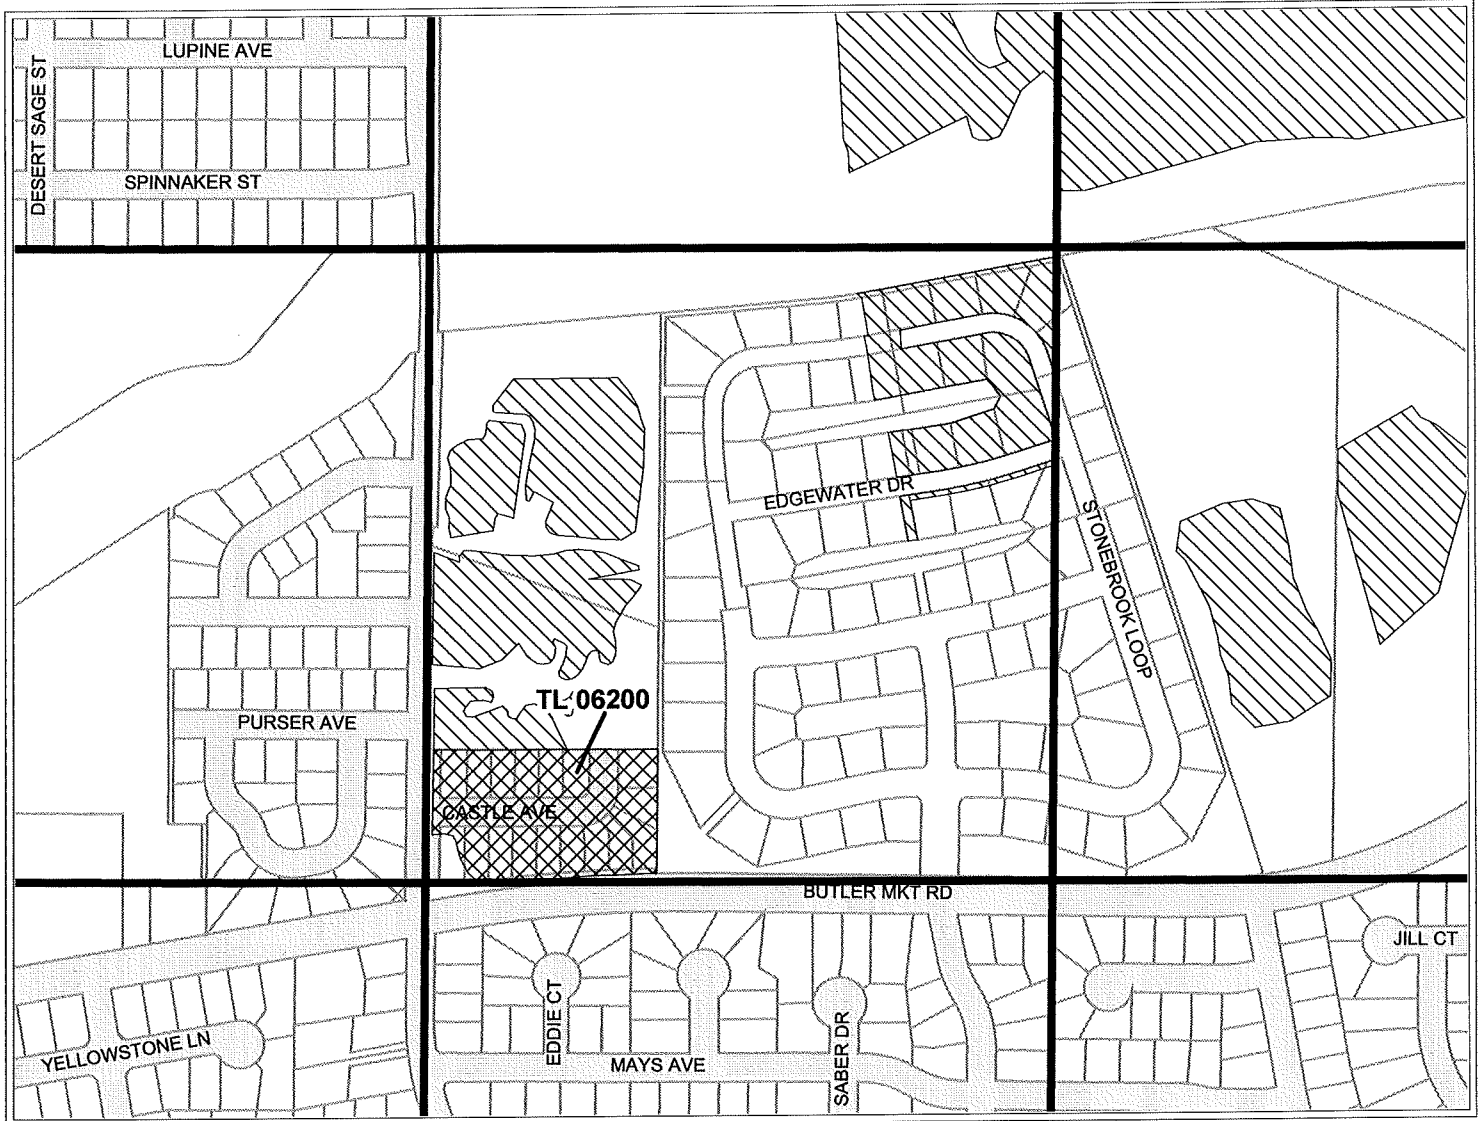 LUPINE AVE
DESERT SAGE ST
SPINNAKER ST
EDGEWATER DR
STONEBROOK LOOP
TL 06200
PURSER AVE
CASTLE AVE
BUTLER MKT RD
JILL CT
EDDIE CT
YELLOWSTONE LN
MAYS AVE
SABER DR